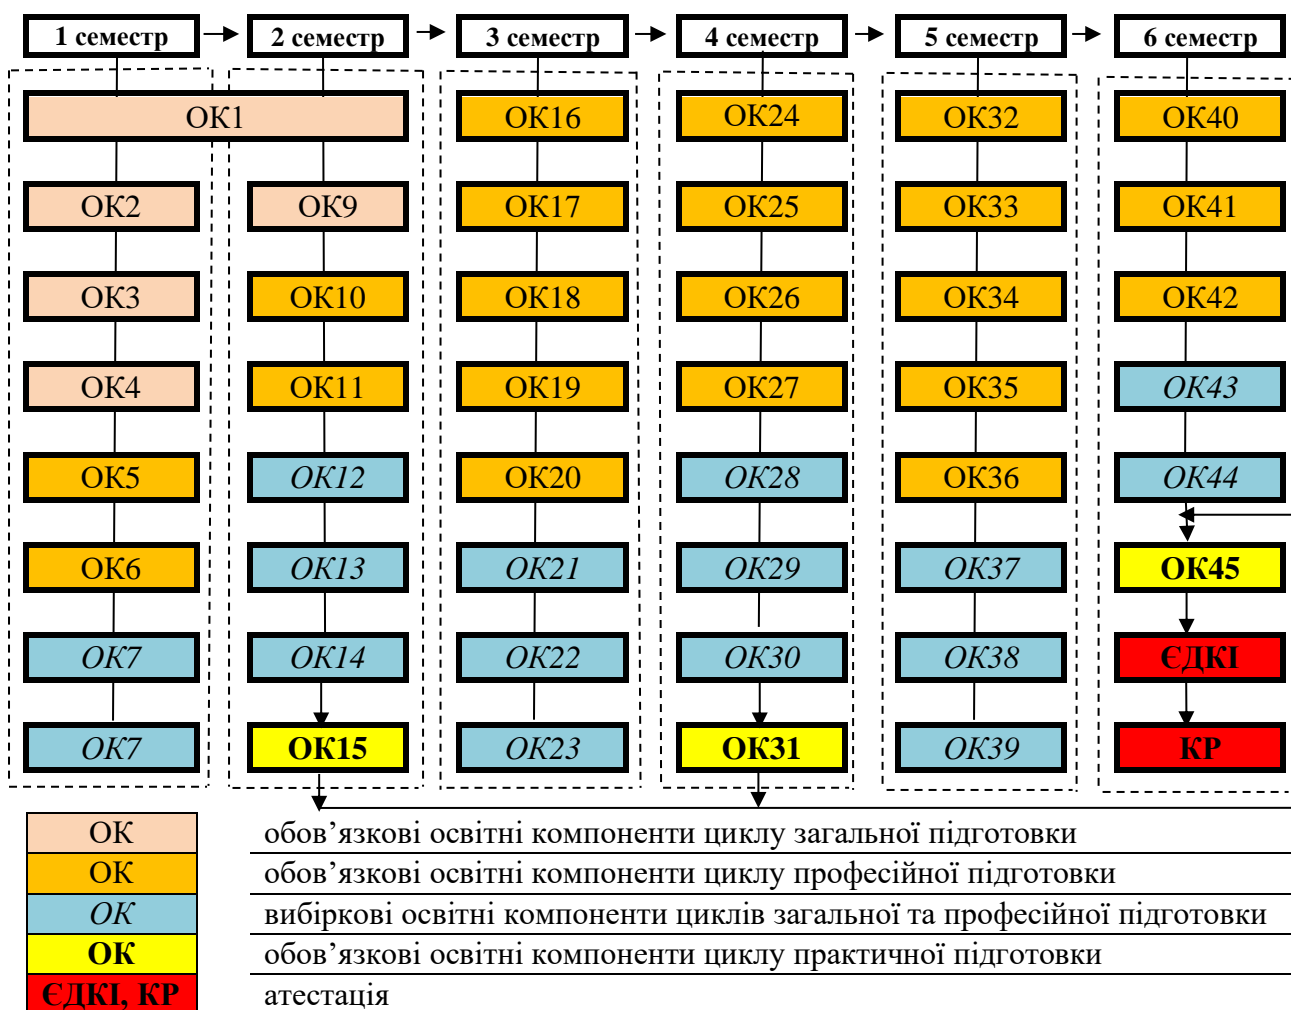 1 семестр 2 семестр 3 семестр 4 семестр 5 семестр 6 семестр
ОК1 ОК16 ОК24 ОК32 ОК40
ОК2 ОК9 ОК17 ОК25 ОК33 ОК41
ОК3 ОК10 ОК18 ОК26 ОК34 ОК42
ОК4 ОК11 ОК19 ОК27 ОК35 ОК43
ОК5 ОК12 ОК20 ОК28 ОК36 ОК44
ОК6 ОК13 ОК21 ОК29 ОК37 ОК45
ОК7 ОК14 ОК22 ОК30 ОК38 ЄДКІ
ОК7 ОК15 ОК23 ОК31 ОК39 КР
ОК обов’язкові освітні компоненти циклу загальної підготовки
ОК обов’язкові освітні компоненти циклу професійної підготовки
ОК вибіркові освітні компоненти циклів загальної та професійної підготовки
ОК обов’язкові освітні компоненти циклу практичної підготовки
ЄДКІ, КР атестація